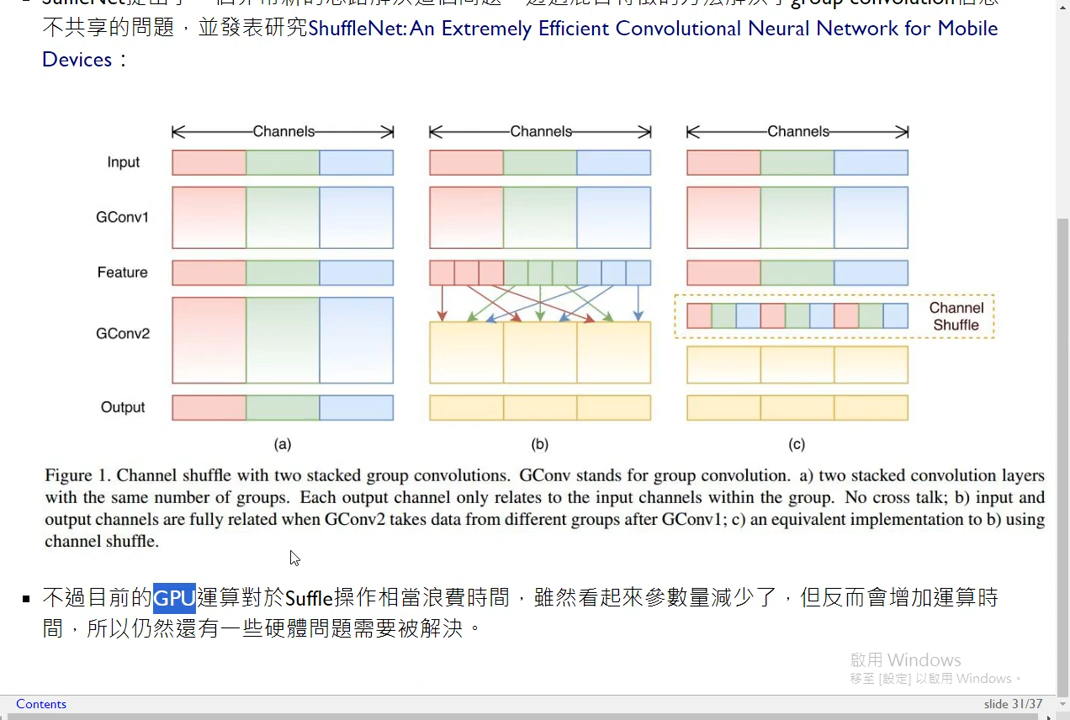 不共享的問題，並發表研究ShuffleNet: An Extremely Efficient Convolutional Neural Network for Mobile
Devices：
Channels Channels Channels
Input
GConv1
Feature
Channel
Shuffle
GConv2
Output
(a) (b) (c)
Figure 1. Channel shuffle with two stacked group convolutions. GConv stands for group convolution. a) two stacked convolution layers
with the same number of groups. Each output channel only relates to the input channels within the group. No cross talk; b) input and
output channels are fully related when GConv2 takes data from different groups after GConv1; c) an equivalent implementation to b) using
channel shuffle.
不過目前的GPU運算對於Suffle操作相當浪費時間，雖然看起來參數量減少了，但反而會增加運算時
間，所以仍然還有一些硬體問題需要被解決。
啟用 Windows
移至 [設定] 以啟用 Windows。
Contents
slide 31/37